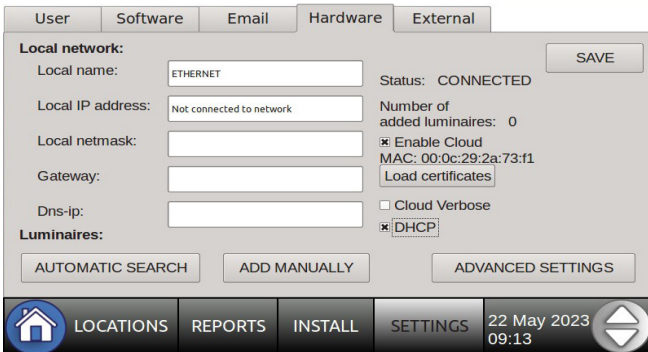 User Software Email Hardware External
Local network:
SAVE
Local name:
ETHERNET
Status: CONNECTED
Local IP address:
Not connected to network
Number of
added luminaires: 0
Local netmask:
Enable Cloud
MAC: 00:0c:29:2a:73:f1
Gateway:
Load certificates
Dns-ip:
Cloud Verbose
DHCP
Luminaires:
AUTOMATIC SEARCH ADD MANUALLY ADVANCED SETTINGS
LOCATIONS REPORTS INSTALL SETTINGS 22 May 2023
09:13